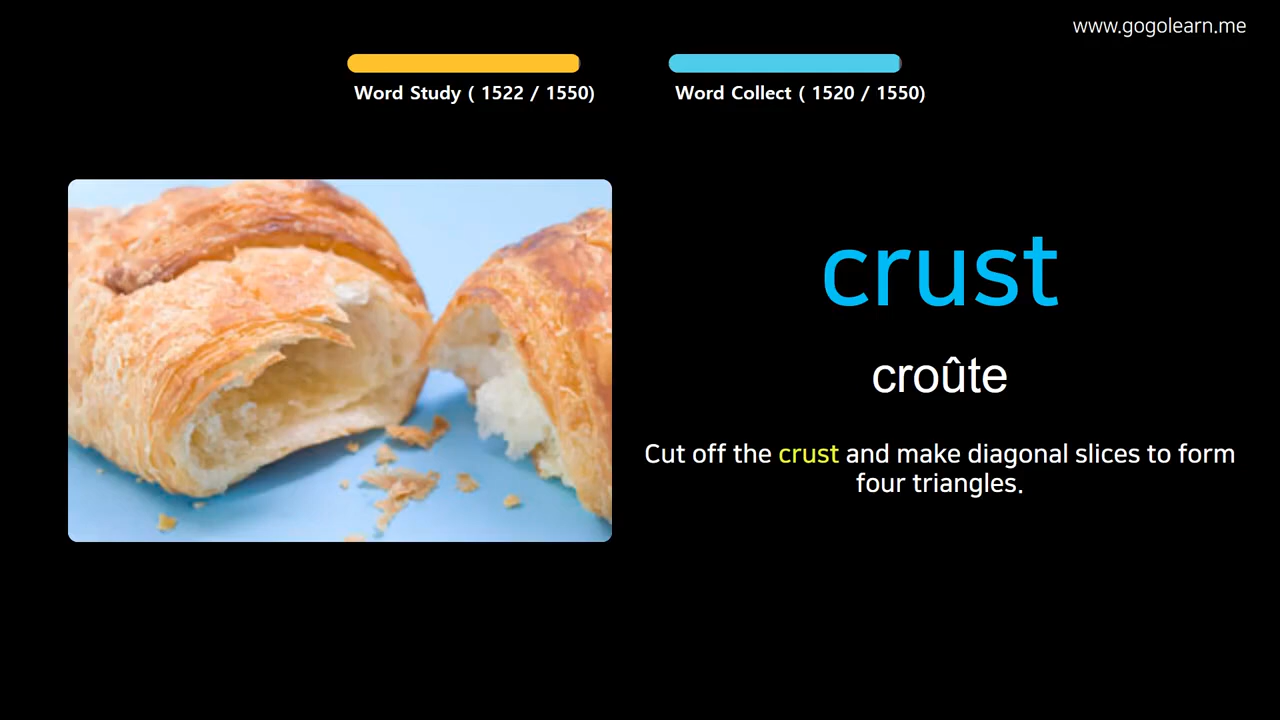 www.gogolearn.me
Word Study ( 1522 / 1550)
Word Collect ( 1520 / 1550)
crust
croûte
Cut off the crust and make diagonal slices to form
four triangles.